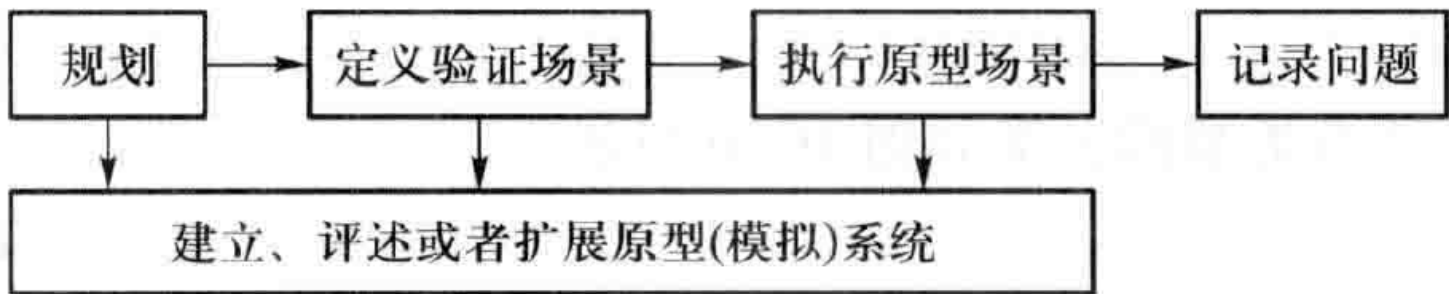 规划
定义验证场景
执行原型场景
记录问题
建立、评述或者扩展原型(模拟)系统